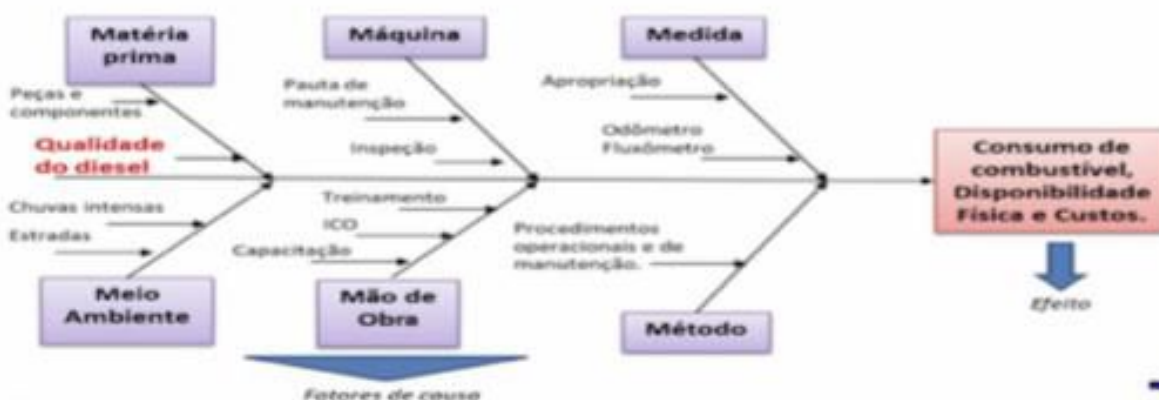 Matéria
prima
Máquina
Medida
Peças e
componentes
Qualidade
do diesel
Pauta de
manutenção
Inspeção
Apropriação
Odômetro
Fluxômetro
Consumo de
combustível,
Disponibilidade
Física e Custos.
Efeito
Chuvas intensas
Estradas
Treinamento
ICO
Capacitação
Procedimentos
operacionais e de
manutenção.
Meio
Ambiente
Mão de
Obra
Método
Fatores de causa